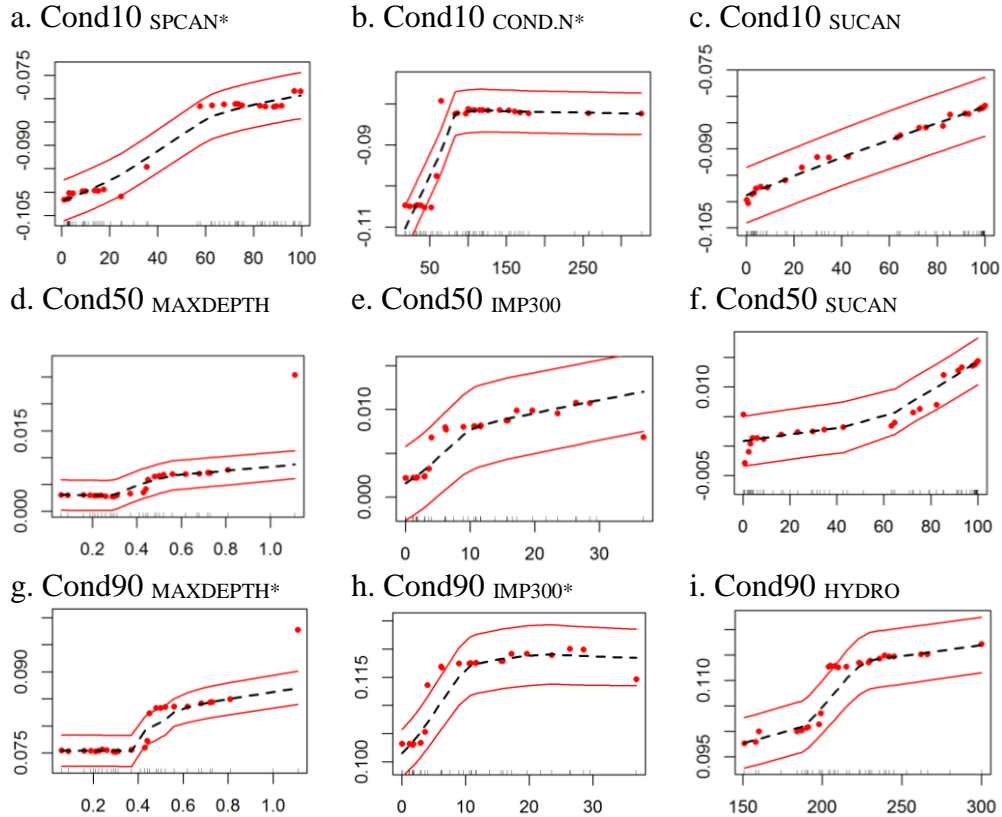 a. Cond10 SPCAN*
b. Cond10 COND.N*
c. Cond10 SUCAN
-0.105 -0.090 -0.075
0 20 40 60 80 100
-0.11 -0.09
50 150 250
-0.105 -0.090 -0.075
0 20 40 60 80 100
d. Cond50 MAXDEPTH
e. Cond50 IMP300
f. Cond50 SUCAN
0.000 0.015
0.2 0.4 0.6 0.8 1.0
0.000 0.010
0 10 20 30
-0.005 0.010
0 20 40 60 80 100
g. Cond90 MAXDEPTH*
h. Cond90 IMP300*
i. Cond90 HYDRO
0.075 0.090
0.2 0.4 0.6 0.8 1.0
0.100 0.115
0 10 20 30
0.095 0.110
150 200 250 300